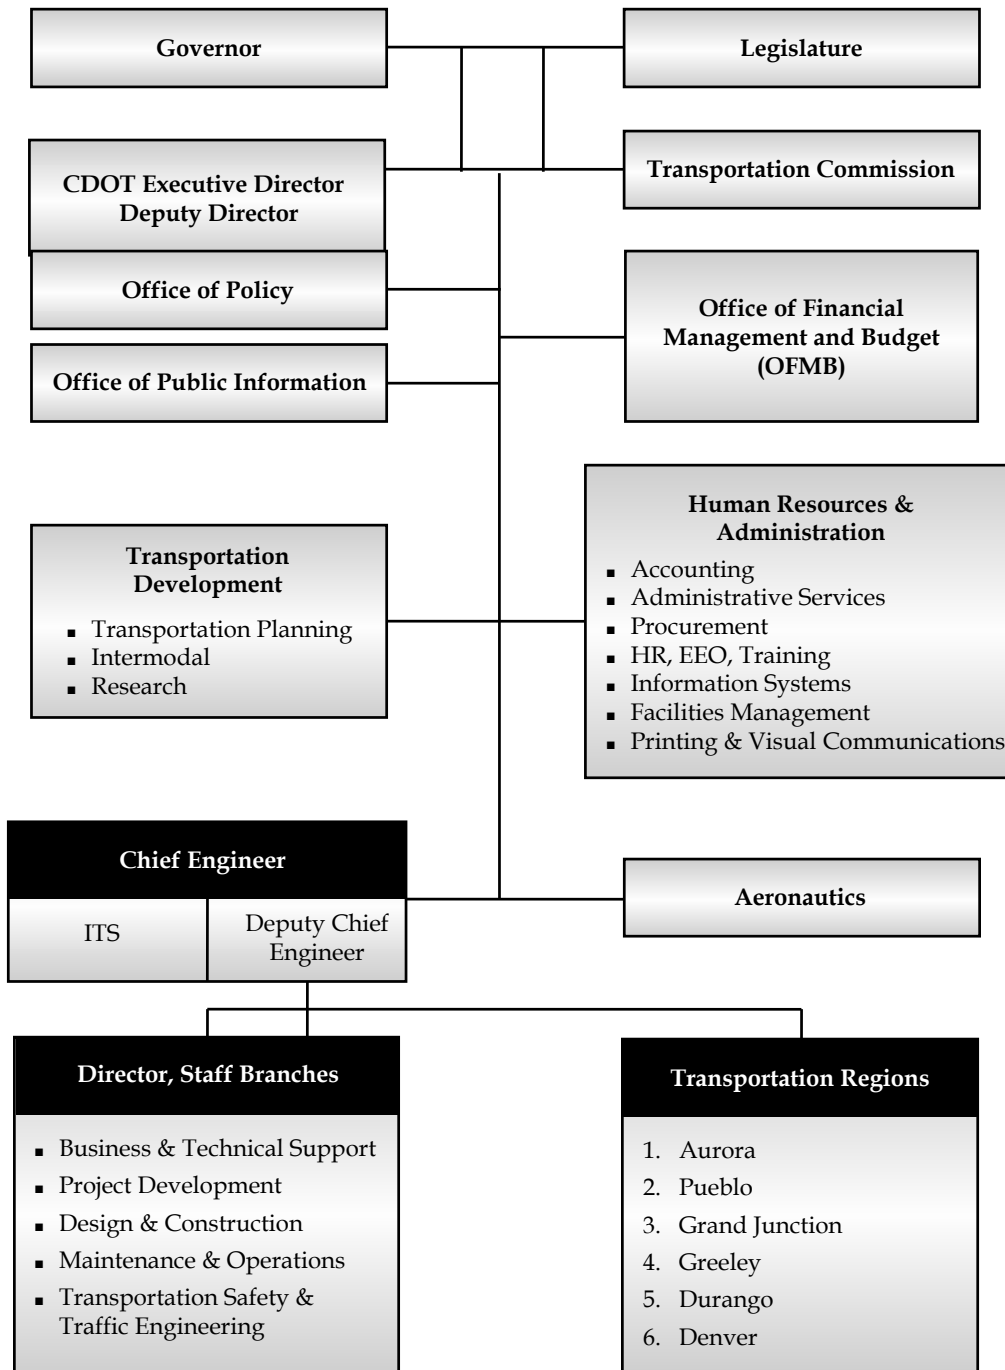 Governor
Legislature
CDOT Executive Director
Deputy Director
Transportation Commission
Office of Policy
Office of Financial
Management and Budget
(OFMB)
Office of Public Information
Transportation
Development
▪ Transportation Planning
▪ Intermodal
▪ Research
Human Resources &
Administration
▪ Accounting
▪ Administrative Services
▪ Procurement
▪ HR, EEO, Training
▪ Information Systems
▪ Facilities Management
▪ Printing & Visual Communications
Chief Engineer
ITS
Deputy Chief
Engineer
Aeronautics
Director, Staff Branches
▪ Business & Technical Support
▪ Project Development
▪ Design & Construction
▪ Maintenance & Operations
▪ Transportation Safety &
Traffic Engineering
Transportation Regions
1. Aurora
2. Pueblo
3. Grand Junction
4. Greeley
5. Durango
6. Denver